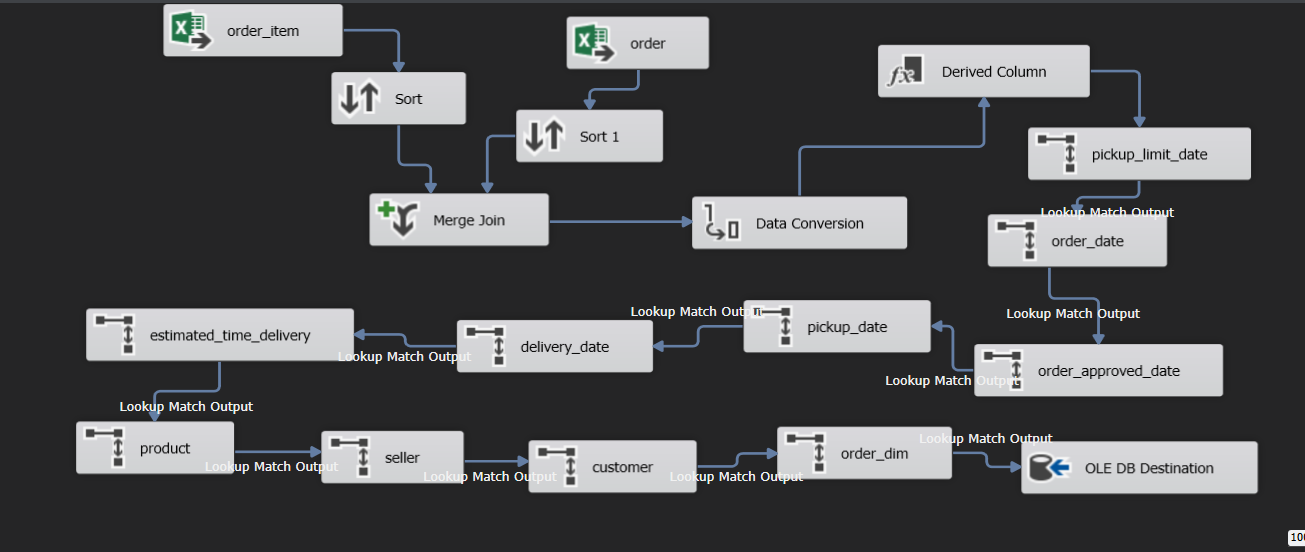 order_item
order
Sort
Sort 1
Merge Join
Data Conversion
Derived Column
pickup_limit_date
Lookup Match Output
order_date
Lookup Match Output
order_approved_date
Lookup Match Output
pickup_date
Lookup Match Output
delivery_date
Lookup Match Output
estimated_time_delivery
Lookup Match Output
product
Lookup Match Output
seller
Lookup Match Output
customer
Lookup Match Output
order_dim
Lookup Match Output
OLE DB Destination